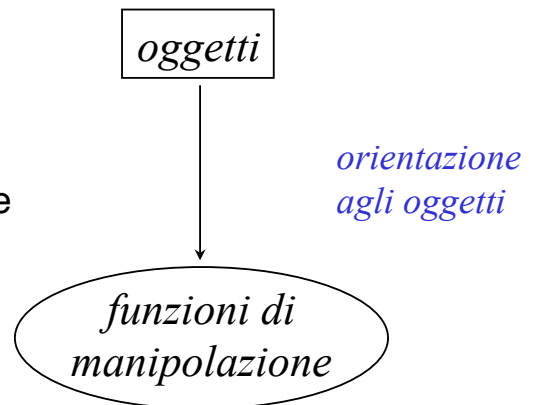 oggetti
orientazione
e agli oggetti
funzioni di
manipolazione